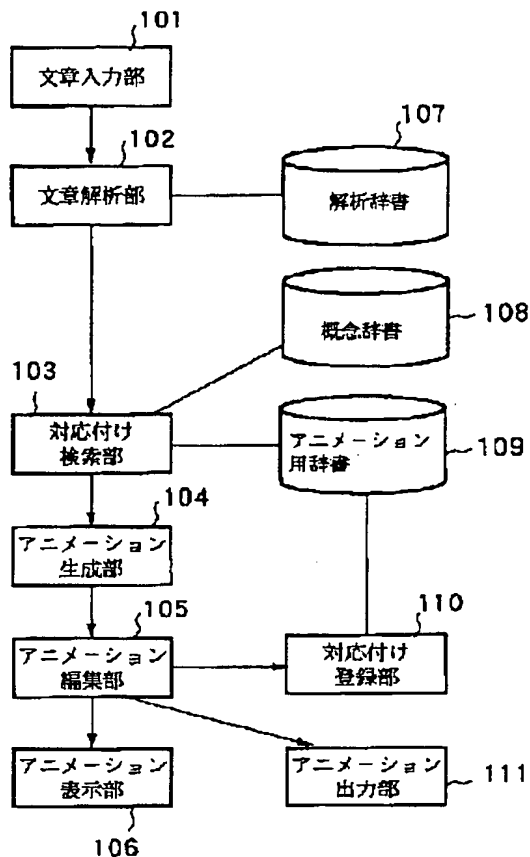 101
文章入力部
102
文章解析部
107
解析辞書
108
概念辞書
103
対応付け
検索部
アニメーション
用辞書
109
104
アニメーション
生成部
105
アニメーション
編集部
110
対応付け
登録部
アニメーション
表示部
106
アニメーション
出力部
111